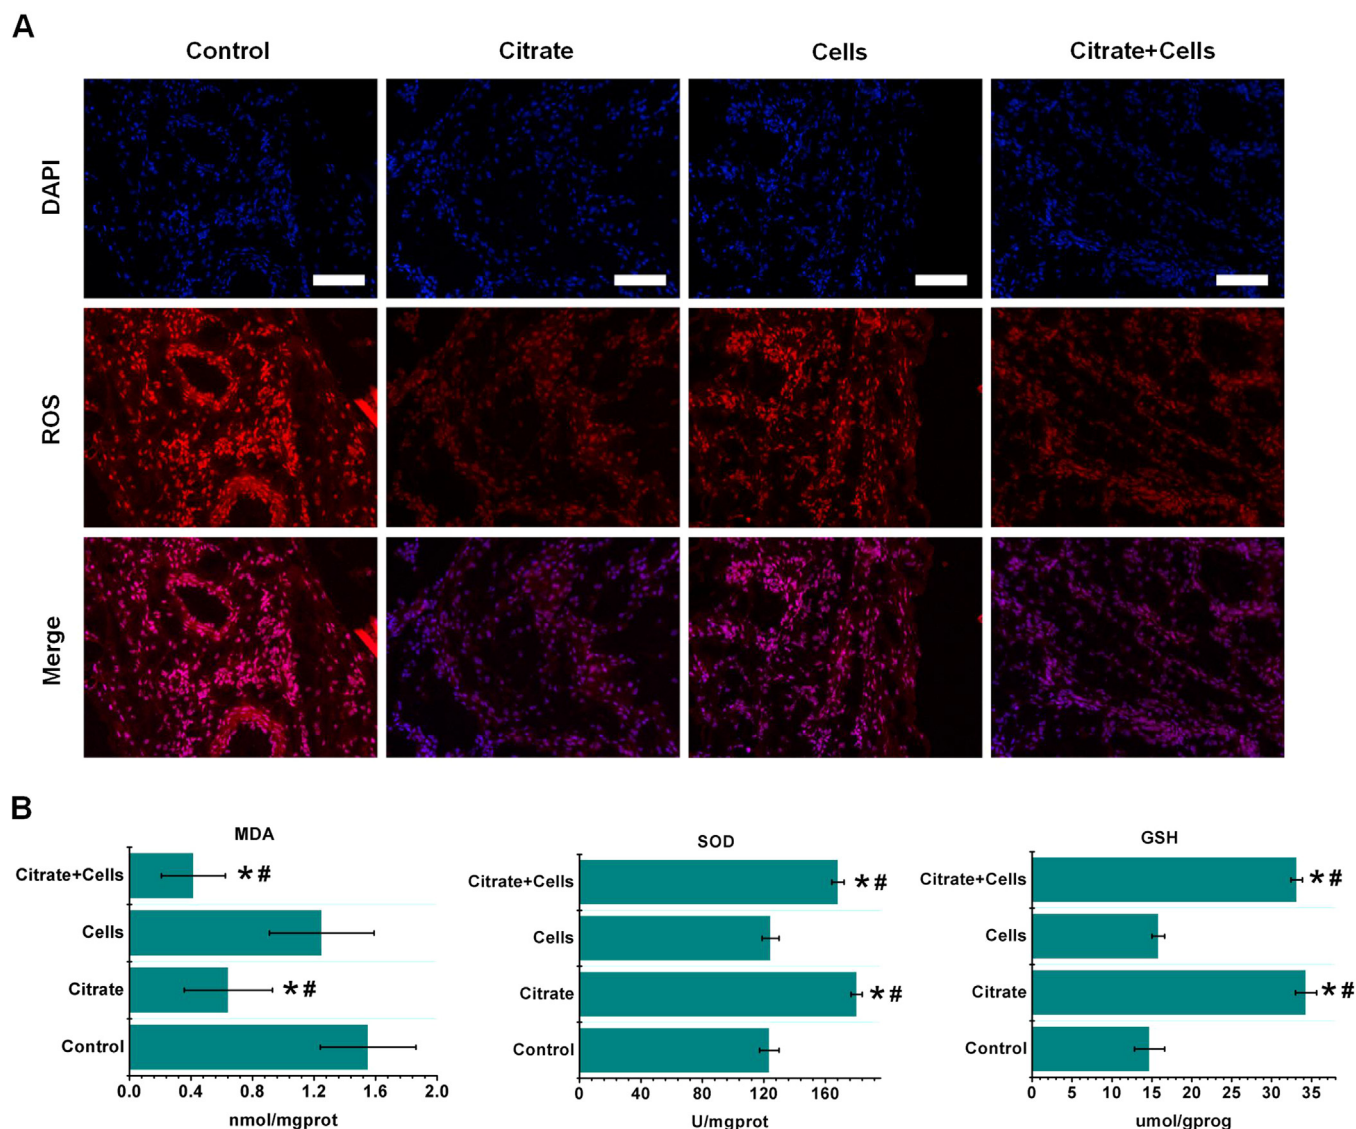 A
Control Citrate Cells Citrate+Cells
DAPI
ROS
Merge
B
MDA
Citrate+Cells * #
Cells
Citrate * #
Control
0.0 0.4 0.8 1.2 1.6 2.0
nmol/mgprot
SOD
Citrate+Cells * #
Cells
Citrate * #
Control
0 40 80 120 160
U/mgprot
GSH
Citrate+Cells * #
Cells
Citrate * #
Control
0 5 10 15 20 25 30 35
umol/gprog